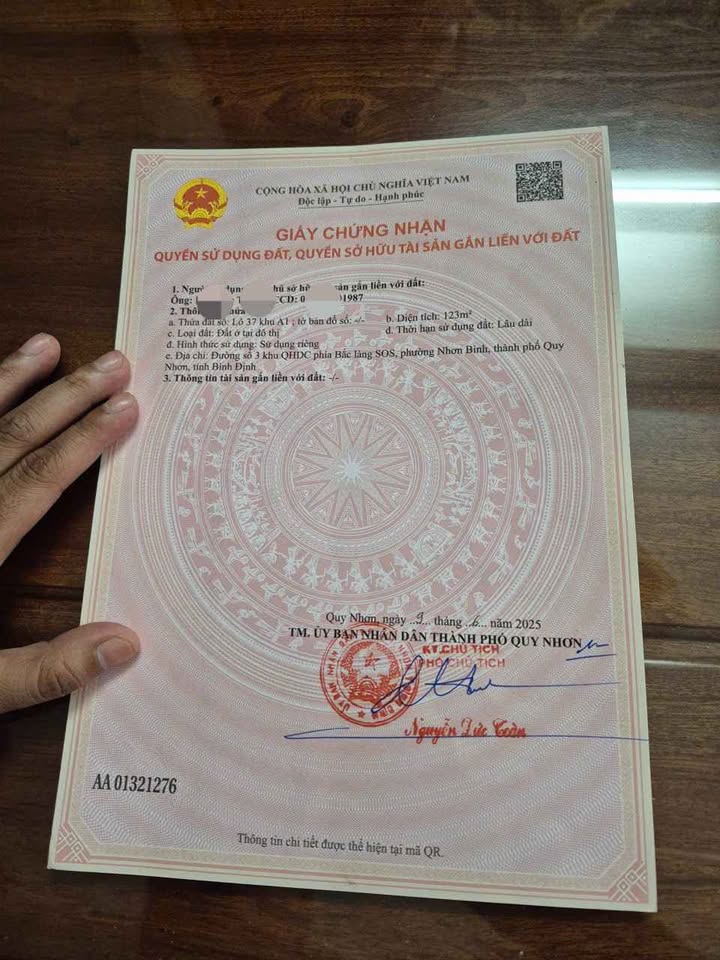 CỘNG HÒA XÃ HỘI CHỦ NGHĨA VIỆT NAM
Độc lập - Tự do - Hạnh phúc
GIẤY CHỨNG NHẬN
QUYỀN SỬ DỤNG ĐẤT, QUYỀN SỞ HỮU TÀI SẢN GẮN LIỀN VỚI ĐẤT
1. sở sản gắn liền với đất:
Ông: 1987
2.
a. Thửa đất số: Lô 37 khu A1 ; tờ bản đồ số: -/-
b. Diện tích: 123m²
c. Loại đất: Đất ở tại đô thị
d. Thời hạn sử dụng đất: Lâu dài
đ. Hình thức sử dụng: Sử dụng riêng
e. Địa chỉ: Đường số 3 khu QHDC phía Bắc làng SOS, phường Nhơn Bình, thành phố Quy
Nhơn, tỉnh Bình Định
3. Thông tin tài sản gắn liền với đất: -/-
Quy Nhơn, ngày ..9.. tháng ..6.. năm 2025
TM. ỦY BAN NHÂN DÂN THÀNH PHỐ QUY NHƠN
KT.CHỦ TỊCH
PHÓ CHỦ TỊCH
Nguyễn Đức Toàn
AA 01321276
Thông tin chi tiết được thể hiện tại mã QR.